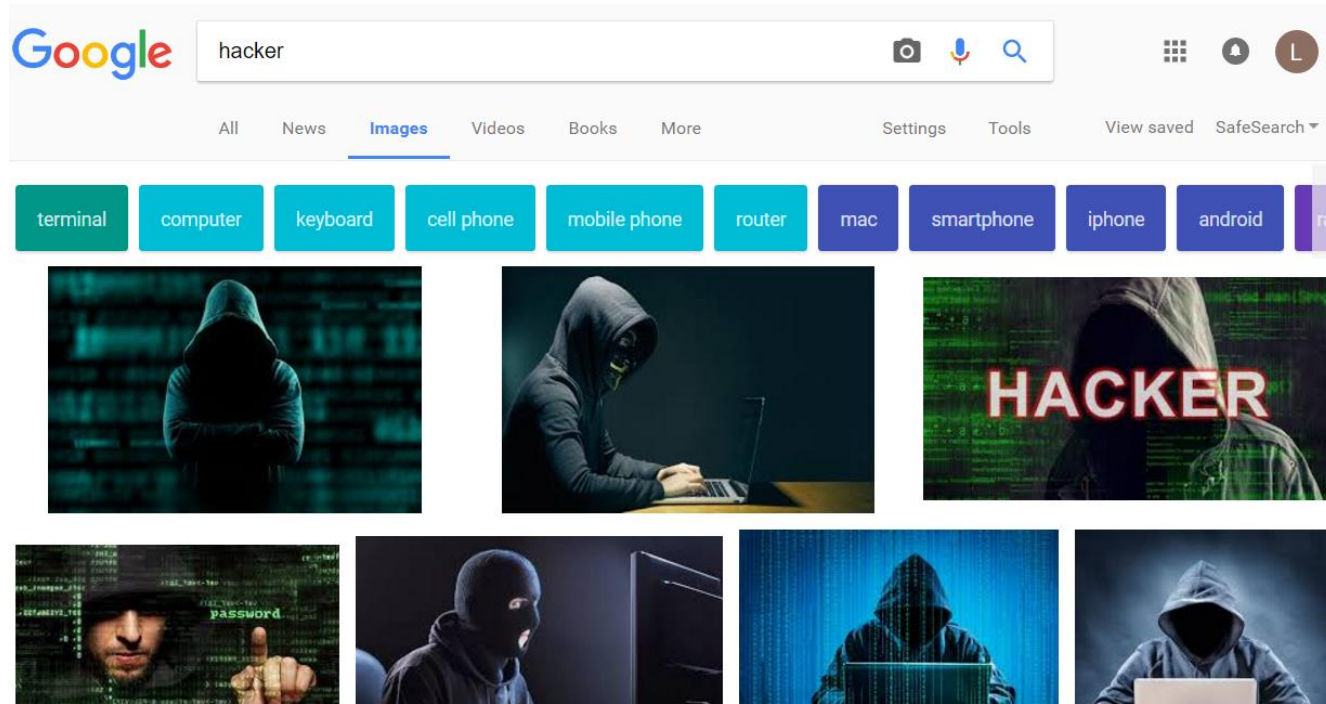 Google hacker L
All News Images Videos Books More Settings Tools View saved SafeSearch
terminal computer keyboard cell phone mobile phone router mac smartphone iphone android
HACKER
password